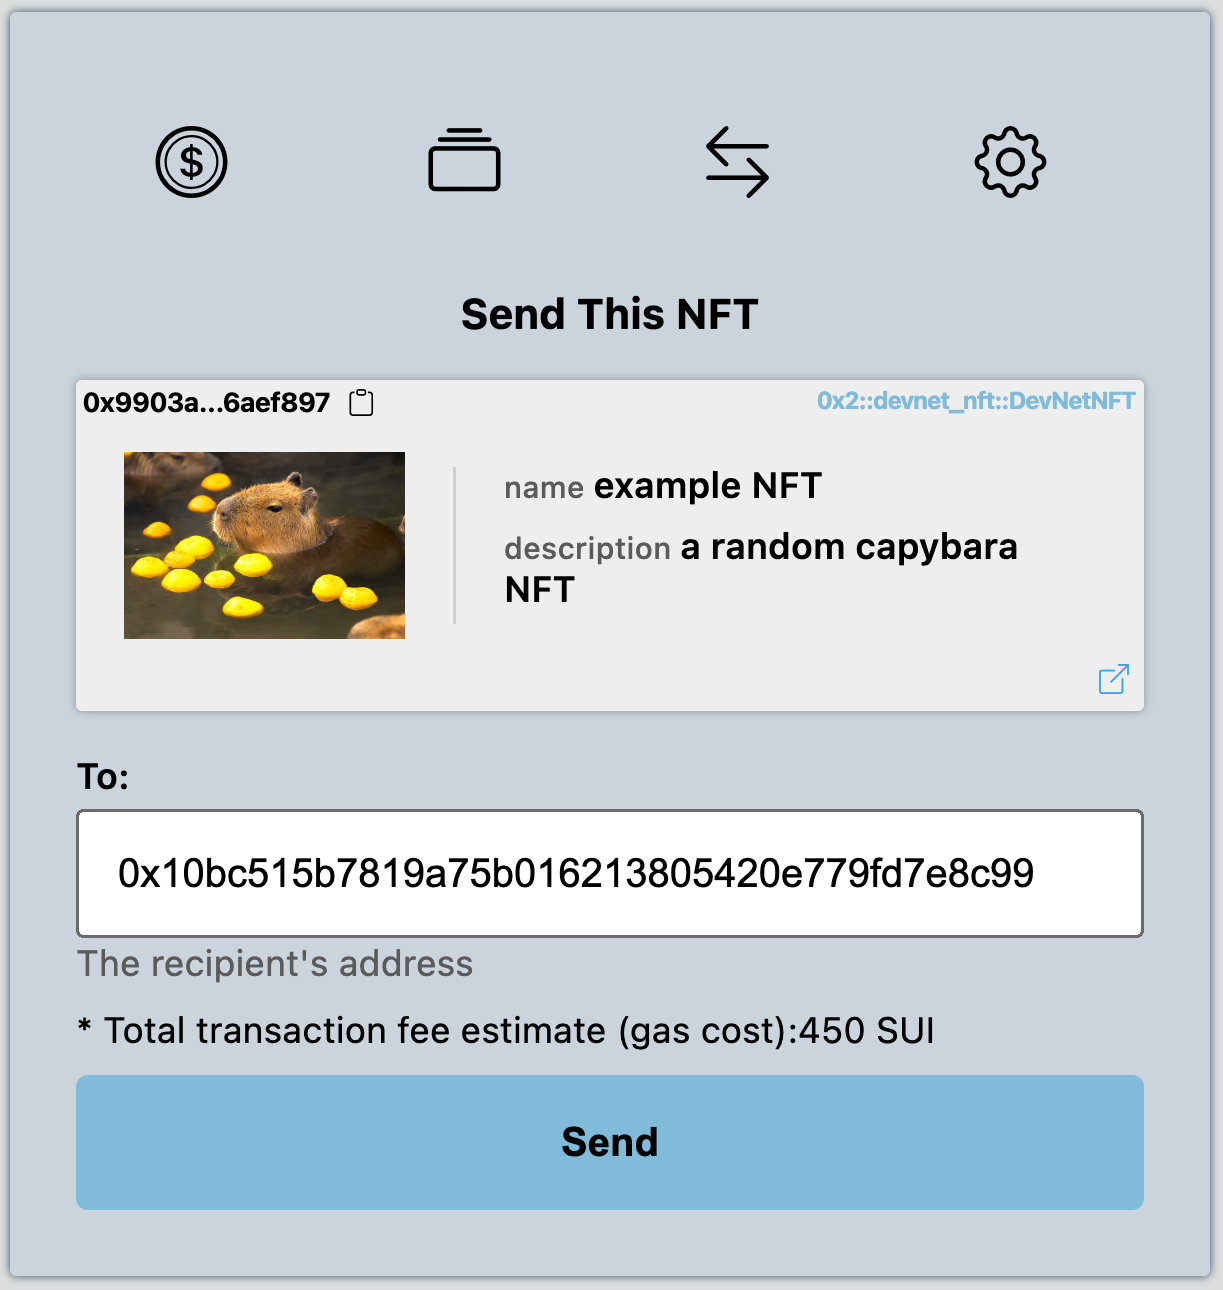 $
Send This NFT
0x9903a...6aef897
0x2::devnet_nft::DevNetNFT
name example NFT
description a random capybara
NFT
To:
0x10bc515b7819a75b016213805420e779fd7e8c99
The recipient's address
* Total transaction fee estimate (gas cost):450 SUI
Send